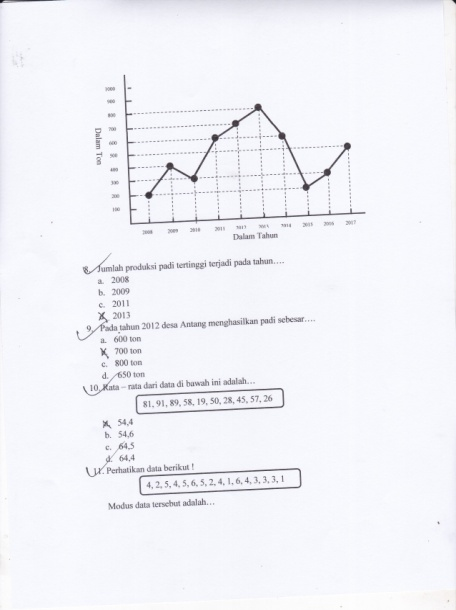 1000
900
800
700
600
500
400
300
200
100
Dalam Ton
2008 2009 2010 2011 2012 2013 2014 2015 2016 2017
Dalam Tahun
8. Jumlah produksi padi tertinggi terjadi pada tahun....
a. 2008
b. 2009
c. 2011
2013
9. Pada tahun 2012 desa Antang menghasilkan padi sebesar....
a. 600 ton
700 ton
c. 800 ton
d. 650 ton
10. Rata – rata dari data di bawah ini adalah...
81, 91, 89, 58, 19, 50, 28, 45, 57, 26
54,4
b. 54,6
c. 64,5
d. 64,4
11. Perhatikan data berikut !
4, 2, 5, 4, 5, 6, 5, 2, 4, 1, 6, 4, 3, 3, 3, 1
Modus data tersebut adalah...